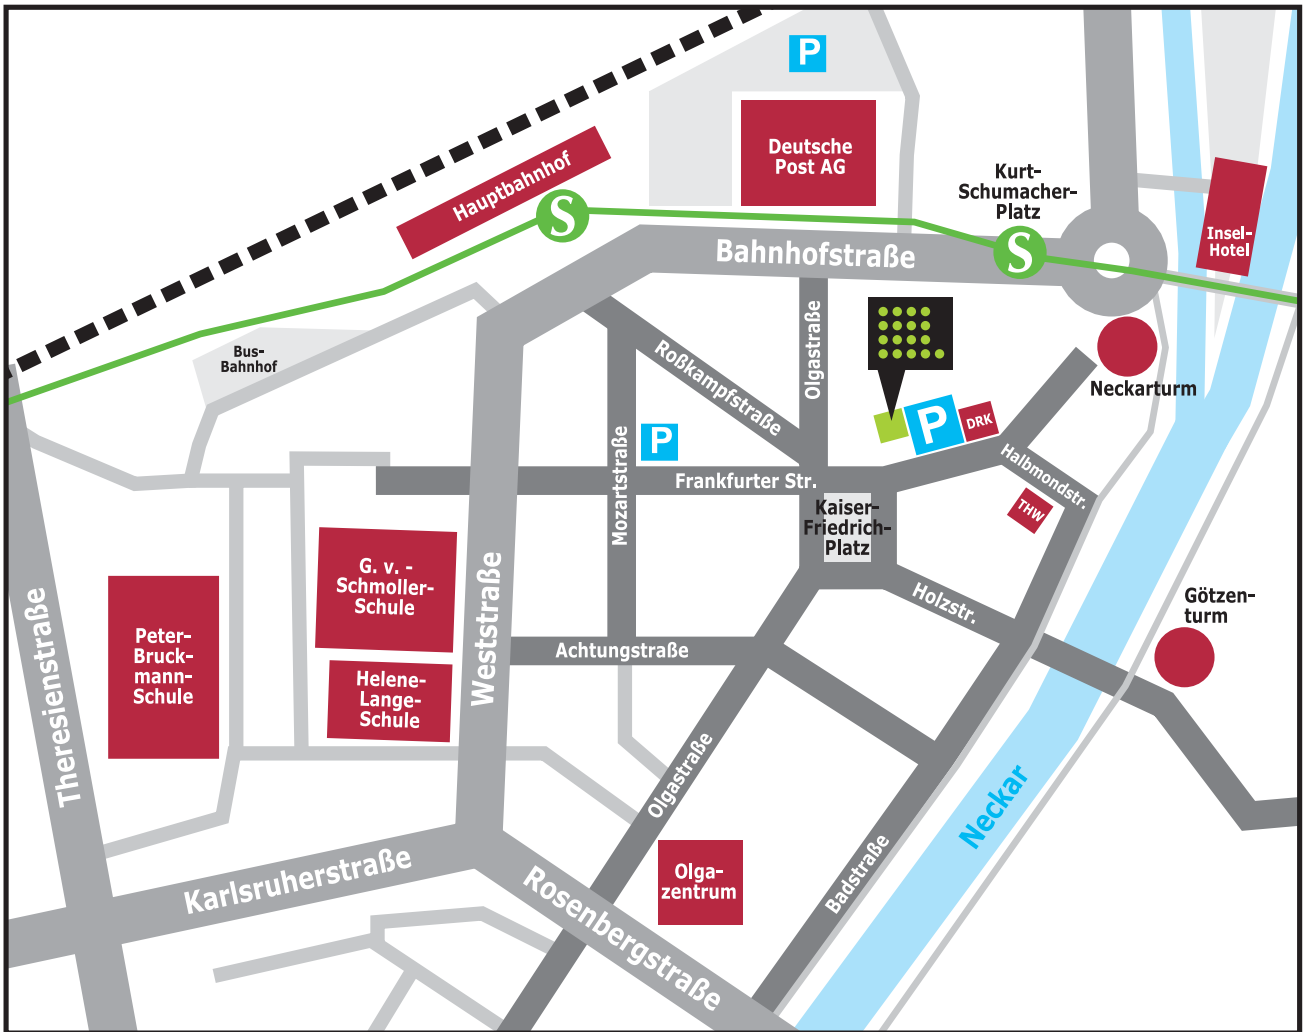 P
Deutsche
Post AG
Hauptbahnhof
S
Kurt-
Schumacher-
Platz
S
Insel-
Hotel
Bahnhofstraße
Bus-
Bahnhof
Roßkampfstraße
Olgastraße
Neckarturm
P
DRK
P
Mozartstraße
Frankfurter Str.
Halbmondstr.
THW
Kaiser-
Friedrich-
Platz
G. v. -
Schmoller-
Schule
Weststraße
Holzstr.
Götzen-
turm
Theresienstraße
Peter-
Bruck-
mann-
Schule
Achtungstraße
Helene-
Lange-
Schule
Olgastraße
Neckar
Karlsruherstraße
Rosenbergstraße
Olga-
zentrum
Badstraße